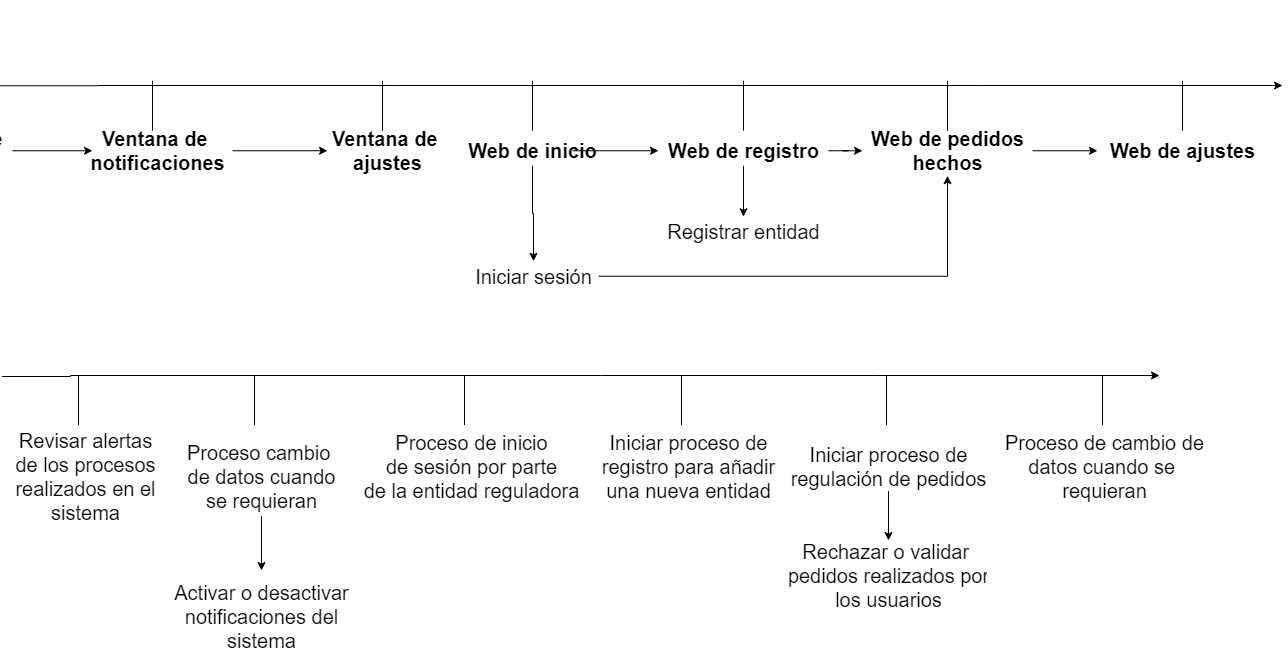 Ventana de
notificaciones
Ventana de
ajustes
Web de inicio
Web de registro
Web de pedidos
hechos
Web de ajustes
Registrar entidad
Iniciar sesión
Revisar alertas
de los procesos
realizados en el
sistema
Proceso cambio
de datos cuando
se requieran
Activar o desactivar
notificaciones del
sistema
Proceso de inicio
de sesión por parte
de la entidad reguladora
Iniciar proceso de
registro para añadir
una nueva entidad
Iniciar proceso de
regulación de pedidos
Rechazar o validar
pedidos realizados por
los usuarios
Proceso de cambio de
datos cuando se
requieran